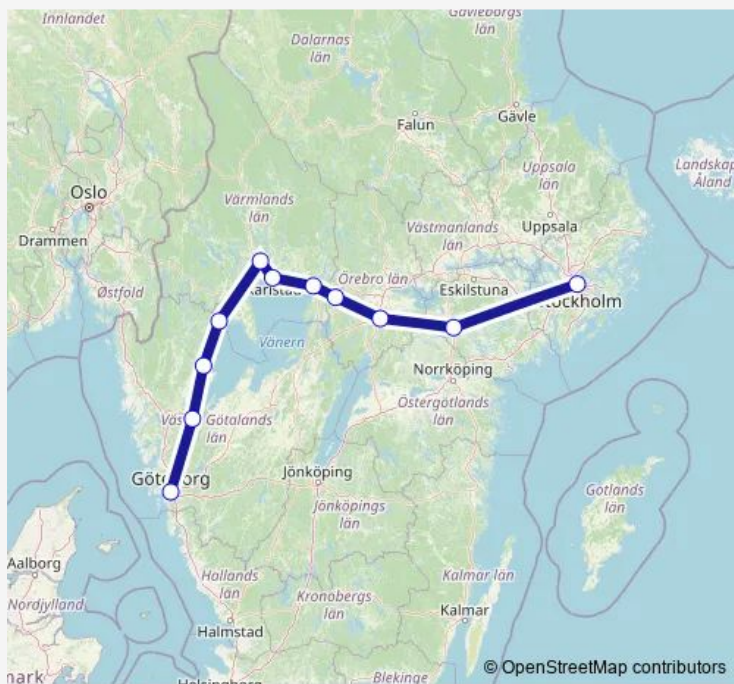 Innlandet
Gävleborgs
län
Dalarnas
län
Falun
Gävle
Oslo
Drammen
Østfold
Värmlands
län
Uppsala
län
Uppsala
Västmanlands
län
Landskap
Åland
Karlstad
Örebro län
Eskilstuna
Stockholm
Vänern
Norrköping
Östergötlands
län
Västra Götalands
län
Göteborg
Jönköping
Jönköpings
län
Gotlands
län
Aalborg
Nordjylland
mark
Hallands
län
Halmstad
Kronobergs
län
Kalmar län
Kalmar
Helsingborg
Blekinge
© OpenStreetMap contributors